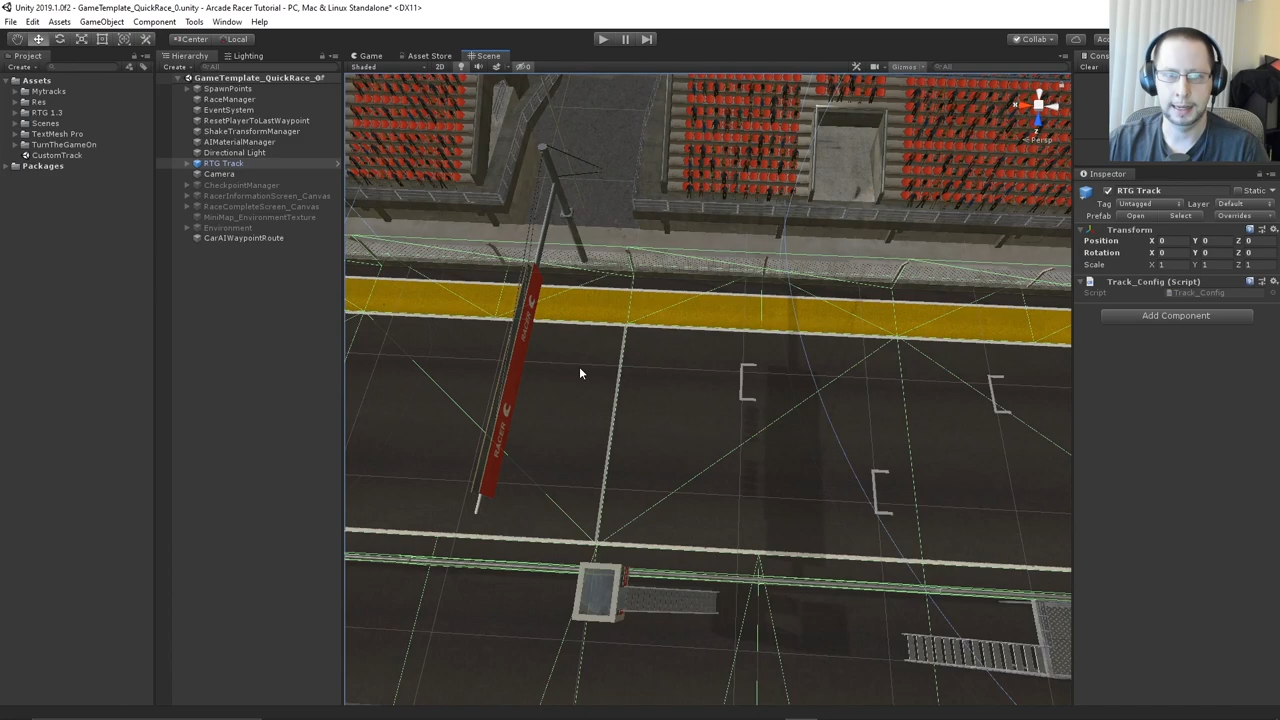 Unity 2019.1.0f2 - GameTemplate_QuickRace_0.unity - Arcade Racer Tutorial - PC, Mac & Linux Standalone* <DX11>
File Edit Assets GameObject Component Tools Window Help
Center Local Collab
Project Hierarchy Lighting Game Asset Store Scene
Create Create All Shaded 2D Gizmos All Clear
Assets
Mytracks
Res
RTG 1.3
Scenes
TextMesh Pro
TurnTheGameOn
CustomTrack
Packages
GameTemplate_QuickRace_0
SpawnPoints
RaceManager
EventSystem
ResetPlayerToLastWaypoint
ShakeTransformManager
AIMaterialManager
Directional Light
RTG Track
Camera
CheckpointManager
RacerInformationScreen_Canvas
RaceCompleteScreen_Canvas
MiniMap_EnvironmentTexture
Environment
CarAIWaypointRoute
x
z
Persp
RACER
RACER
Inspector
RTG Track Static
Tag Untagged Layer Default
Prefab Open Select Overrides
Transform
Position X 0 Y 0 Z 0
Rotation X 0 Y 0 Z 0
Scale X 1 Y 1 Z 1
Track_Config (Script)
Script Track_Config
Add Component